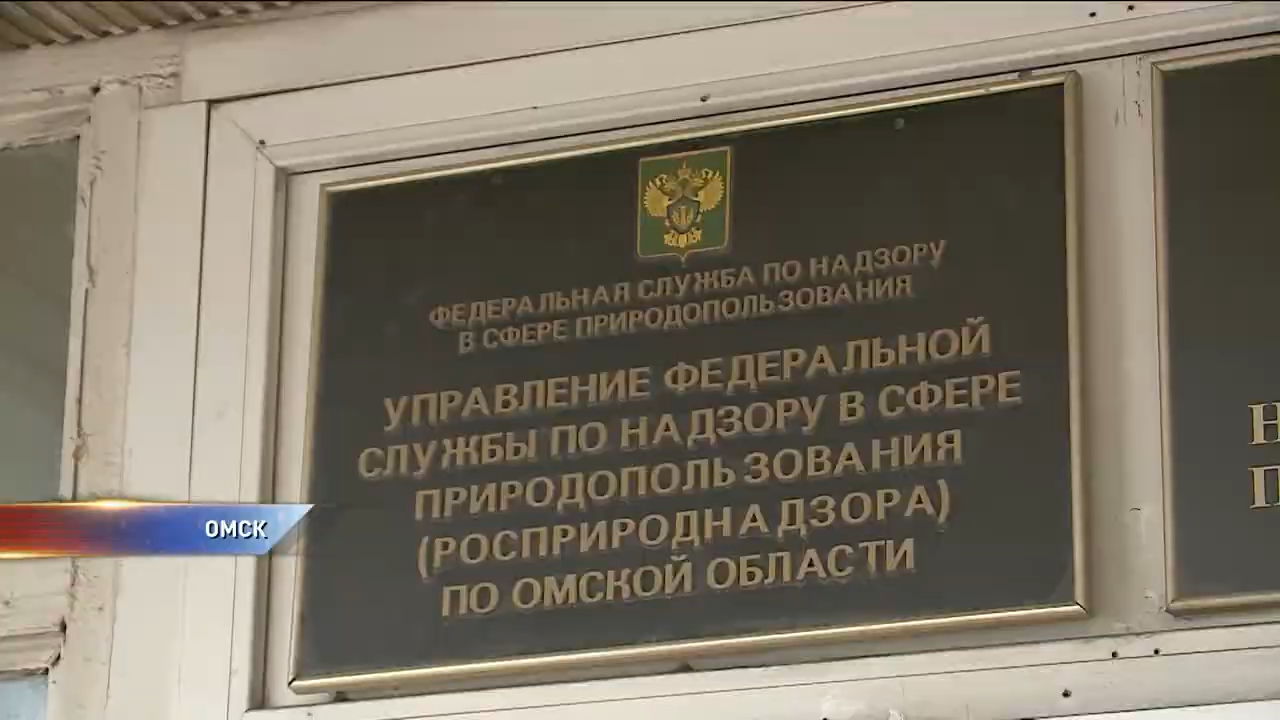 ФЕДЕРАЛЬНАЯ СЛУЖБА ПО НАДЗОРУ
В СФЕРЕ ПРИРОДОПОЛЬЗОВАНИЯ
УПРАВЛЕНИЕ ФЕДЕРАЛЬНОЙ
СЛУЖБЫ ПО НАДЗОРУ В СФЕРЕ
ПРИРОДОПОЛЬЗОВАНИЯ
(РОСПРИРОДНАДЗОРА)
ПО ОМСКОЙ ОБЛАСТИ
ОМСК